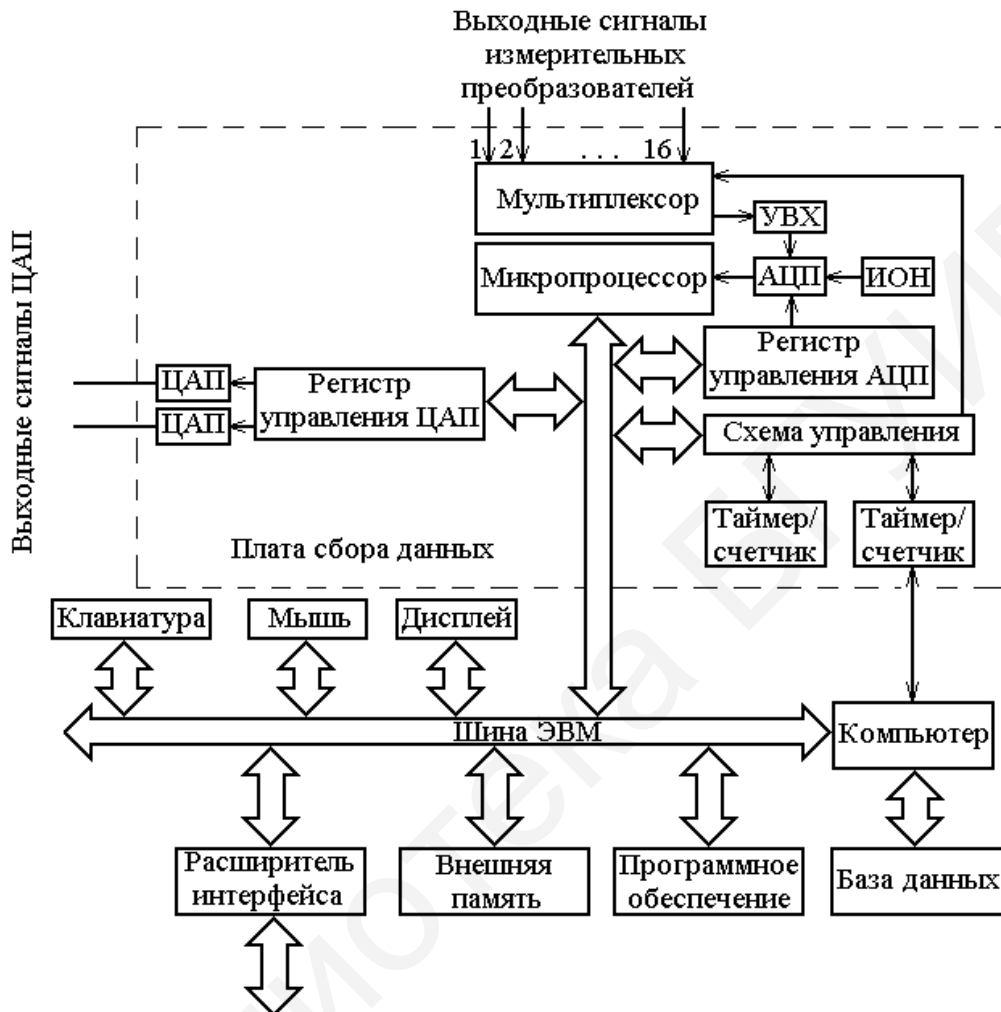 Выходные сигналы
измерительных
преобразователей
1 2 . . . 16
Мультиплексор
УВХ
Микропроцессор
АЦП
ИОН
Выходные сигналы ЦАП
ЦАП
ЦАП
Регистр
управления ЦАП
Регистр
управления АЦП
Схема управления
Таймер/
счетчик
Таймер/
счетчик
Плата сбора данных
Клавиатура
Мышь
Дисплей
Шина ЭВМ
Компьютер
Расширитель
интерфейса
Внешняя
память
Программное
обеспечение
База данных